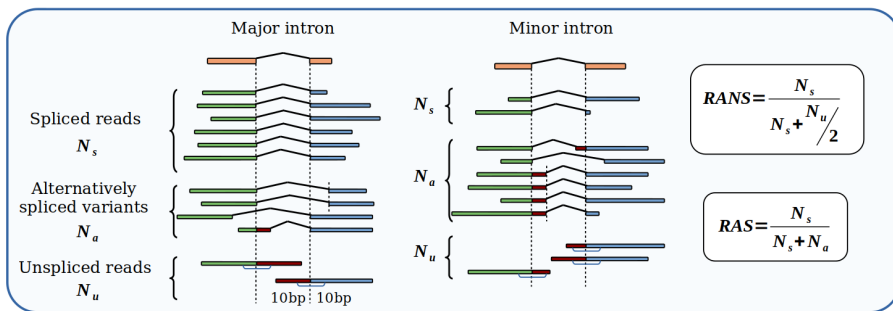 Major intron
Minor intron
Spliced reads
N_s
Alternatively
spliced variants
N_a
Unspliced reads
N_u
10bp 10bp
N_s
N_a
N_u
RANS = N_s / (N_s + N_u/2)
RAS = N_s / (N_s + N_a)